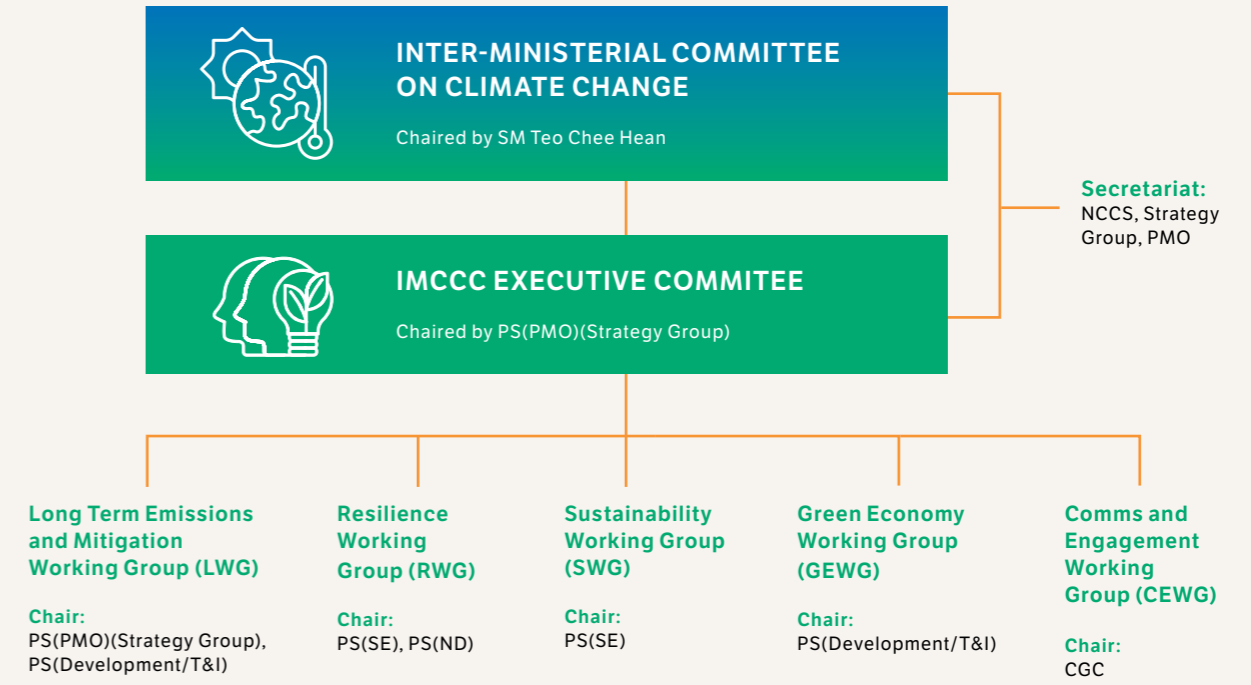 INTER-MINISTERIAL COMMITTEE
ON CLIMATE CHANGE
Chaired by SM Teo Chee Hean
Secretariat:
NCCS, Strategy
Group, PMO
IMCCC EXECUTIVE COMMITEE
Chaired by PS(PMO)(Strategy Group)
Long Term Emissions
and Mitigation
Working Group (LWG)
Chair:
PS(PMO)(Strategy Group),
PS(Development/T&I)
Resilience
Working
Group (RWG)
Chair:
PS(SE), PS(ND)
Sustainability
Working Group
(SWG)
Chair:
PS(SE)
Green Economy
Working Group
(GEWG)
Chair:
PS(Development/T&I)
Comms and
Engagement
Working
Group (CEWG)
Chair:
CGC